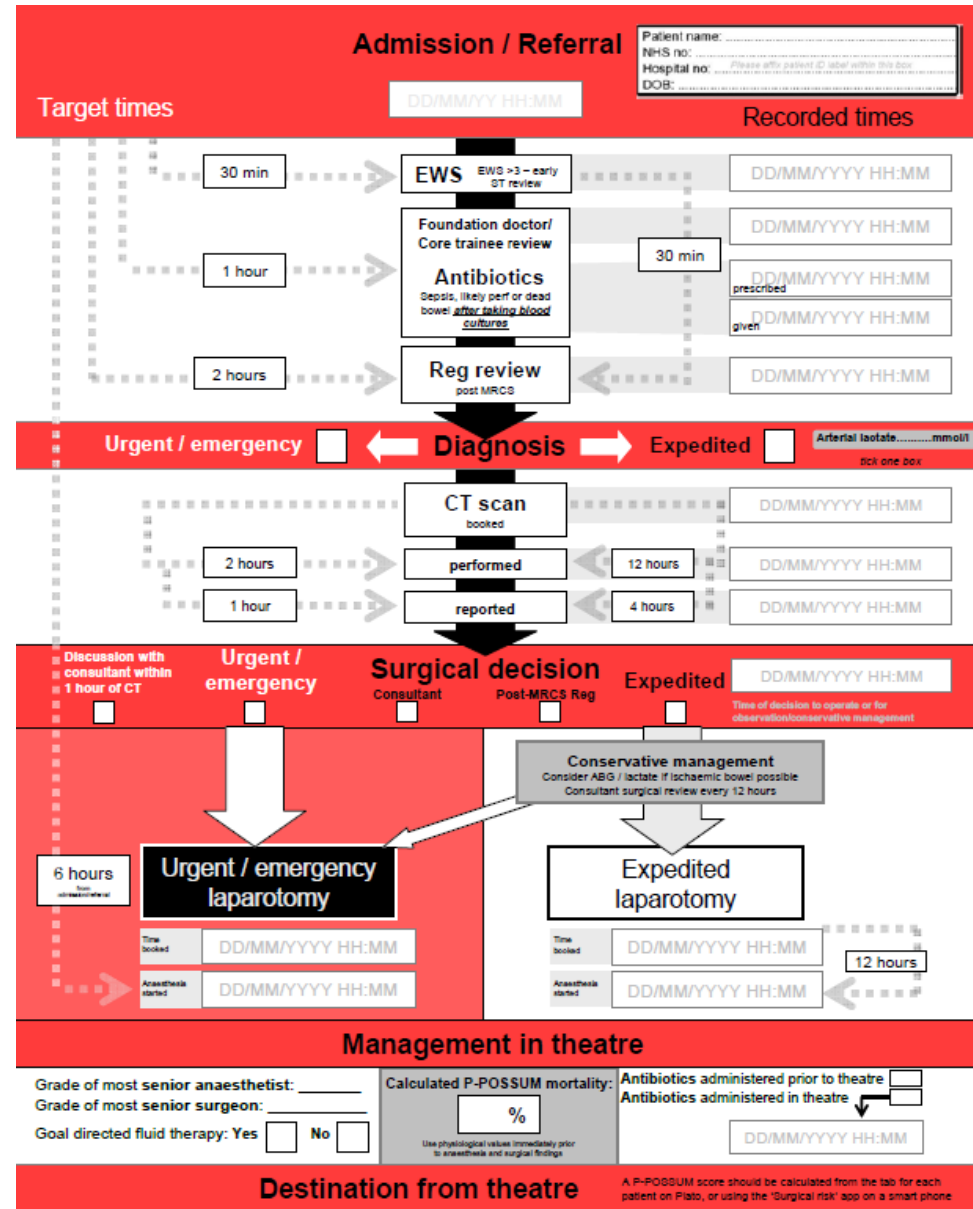 Admission / Referral
Patient name:
NHS no:
Hospital no: Please affix patient ID label within this box
DOB:
Target times
DD/MM/YY HH:MM
Recorded times
30 min
EWS EWS >3 – early
ST review
DD/MM/YYYY HH:MM
Foundation doctor/
Core trainee review
DD/MM/YYYY HH:MM
30 min
1 hour
Antibiotics
Sepsis, likely perf or dead
bowel after taking blood
cultures
DD/MM/YYYY HH:MM
prescribed
DD/MM/YYYY HH:MM
given
2 hours
Reg review
post MRCS
DD/MM/YYYY HH:MM
Urgent / emergency
Diagnosis
Expedited
Arterial lactate..........mmol/l
tick one box
CT scan
booked
DD/MM/YYYY HH:MM
2 hours
performed
12 hours
DD/MM/YYYY HH:MM
1 hour
reported
4 hours
DD/MM/YYYY HH:MM
Discussion with
consultant within
1 hour of CT
Urgent /
emergency
Surgical decision
Consultant
Post-MRCS Reg
Expedited
DD/MM/YYYY HH:MM
Time of decision to operate or for
observation/conservative management
Conservative management
Consider ABG / lactate if ischaemic bowel possible
Consultant surgical review every 12 hours
6 hours
from
admission/referral
Urgent / emergency
laparotomy
Expedited
laparotomy
Time
booked
DD/MM/YYYY HH:MM
Anaesthesia
started
DD/MM/YYYY HH:MM
Time
booked
DD/MM/YYYY HH:MM
12 hours
Anaesthesia
started
DD/MM/YYYY HH:MM
Management in theatre
Grade of most senior anaesthetist: _______
Grade of most senior surgeon: ___________
Goal directed fluid therapy: Yes No
Calculated P-POSSUM mortality:
%
Use physiological values immediately prior
to anaesthesia and surgical findings
Antibiotics administered prior to theatre
Antibiotics administered in theatre
DD/MM/YYYY HH:MM
Destination from theatre
A P-POSSUM score should be calculated from the tab for each
patient on Plato, or using the 'Surgical risk' app on a smart phone